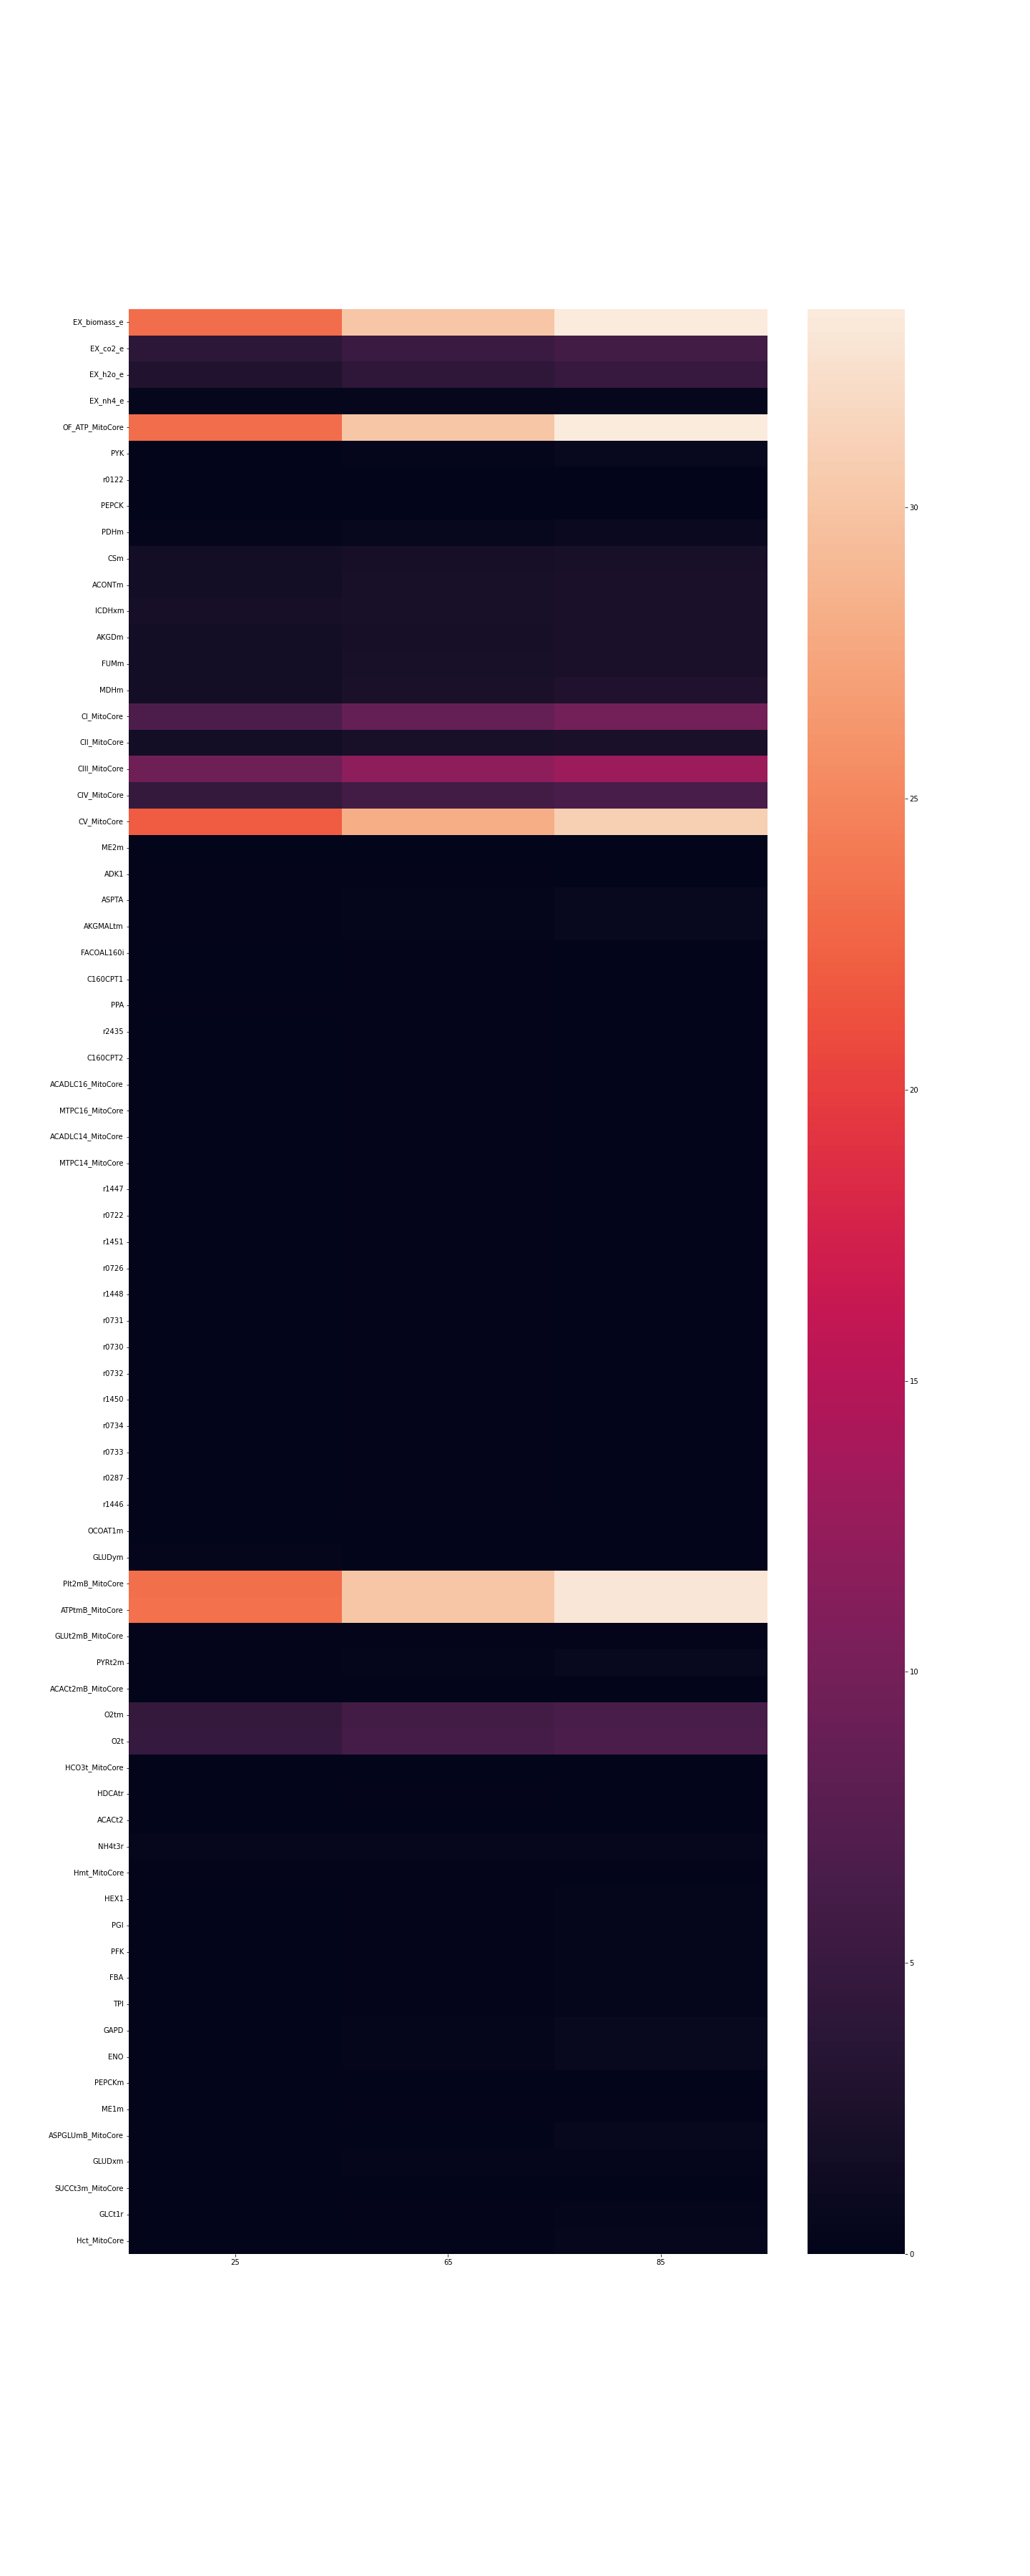 EX_biomass_e
EX_co2_e
EX_h2o_e
EX_nh4_e
OF_ATP_MitoCore
PYK
r0122
PEPCK
PDHm
CSm
ACONTm
ICDHxm
AKGDm
FUMm
MDHm
CI_MitoCore
CII_MitoCore
CIII_MitoCore
CIV_MitoCore
CV_MitoCore
ME2m
ADK1
ASPTA
AKGMALtm
FACOAL160i
C160CPT1
PPA
r2435
C160CPT2
ACADLC16_MitoCore
MTPC16_MitoCore
ACADLC14_MitoCore
MTPC14_MitoCore
r1447
r0722
r1451
r0726
r1448
r0731
r0730
r0732
r1450
r0734
r0733
r0287
r1446
OCOAT1m
GLUDym
PIt2mB_MitoCore
ATPtmB_MitoCore
GLUt2mB_MitoCore
PYRt2m
ACACt2mB_MitoCore
O2tm
O2t
HCO3t_MitoCore
HDCAtr
ACACt2
NH4t3r
Hmt_MitoCore
HEX1
PGI
PFK
FBA
TPI
GAPD
ENO
PEPCKm
ME1m
ASPGLUmB_MitoCore
GLUDxm
SUCCt3m_MitoCore
GLCt1r
Hct_MitoCore
25 65 85
30
25
20
15
10
5
0